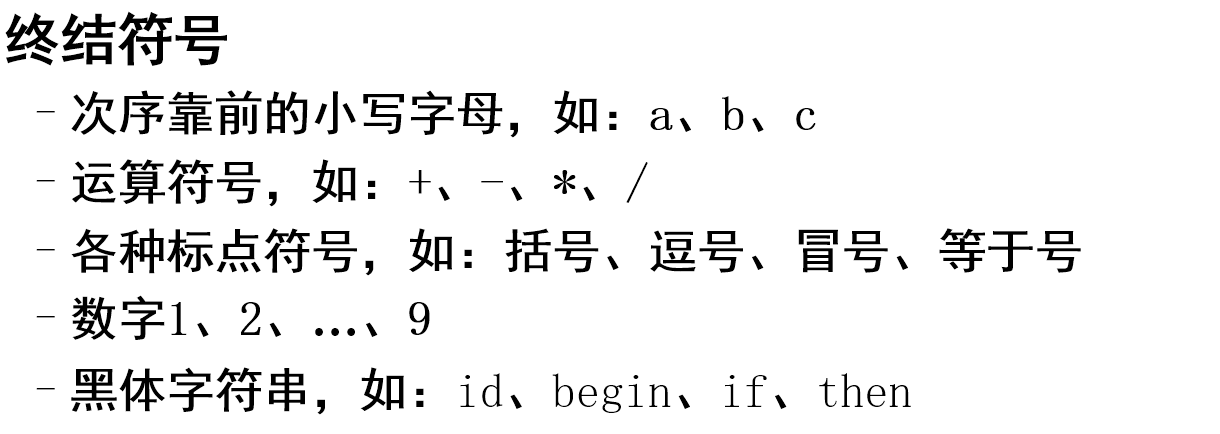 终结符号
– 次序靠前的小写字母，如：a、b、c
– 运算符号，如：+、-、*、/
– 各种标点符号，如：括号、逗号、冒号、等于号
– 数字1、2、…、9
– 黑体字符串，如：id、begin、if、then